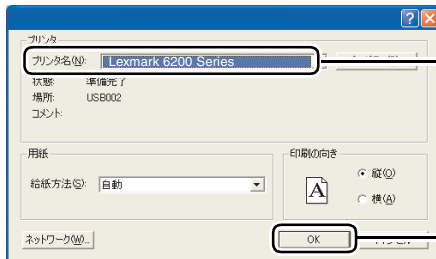 プリンタ
プリンタ名(N): Lexmark 6200 Series
状態: 準備完了
場所: USB002
コメント:
用紙
給紙方法(S): 自動
印刷の向き
A
縦(O)
横(A)
ネットワーク(W)...
OK